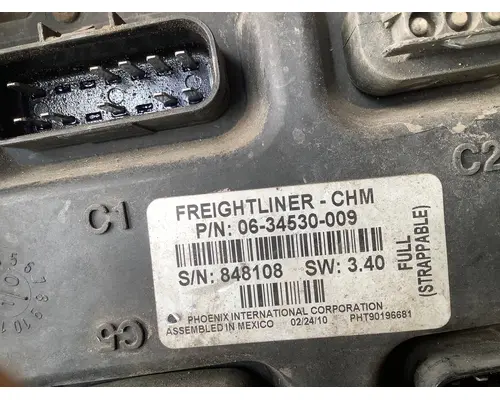 C1
C2
FREIGHTLINER - CHM
P/N: 06-34530-009
S/N: 848108 SW: 3.40
FULL
(STRAPPABLE)
PHOENIX INTERNATIONAL CORPORATION
ASSEMBLED IN MEXICO 02/24/10 PHT90196681